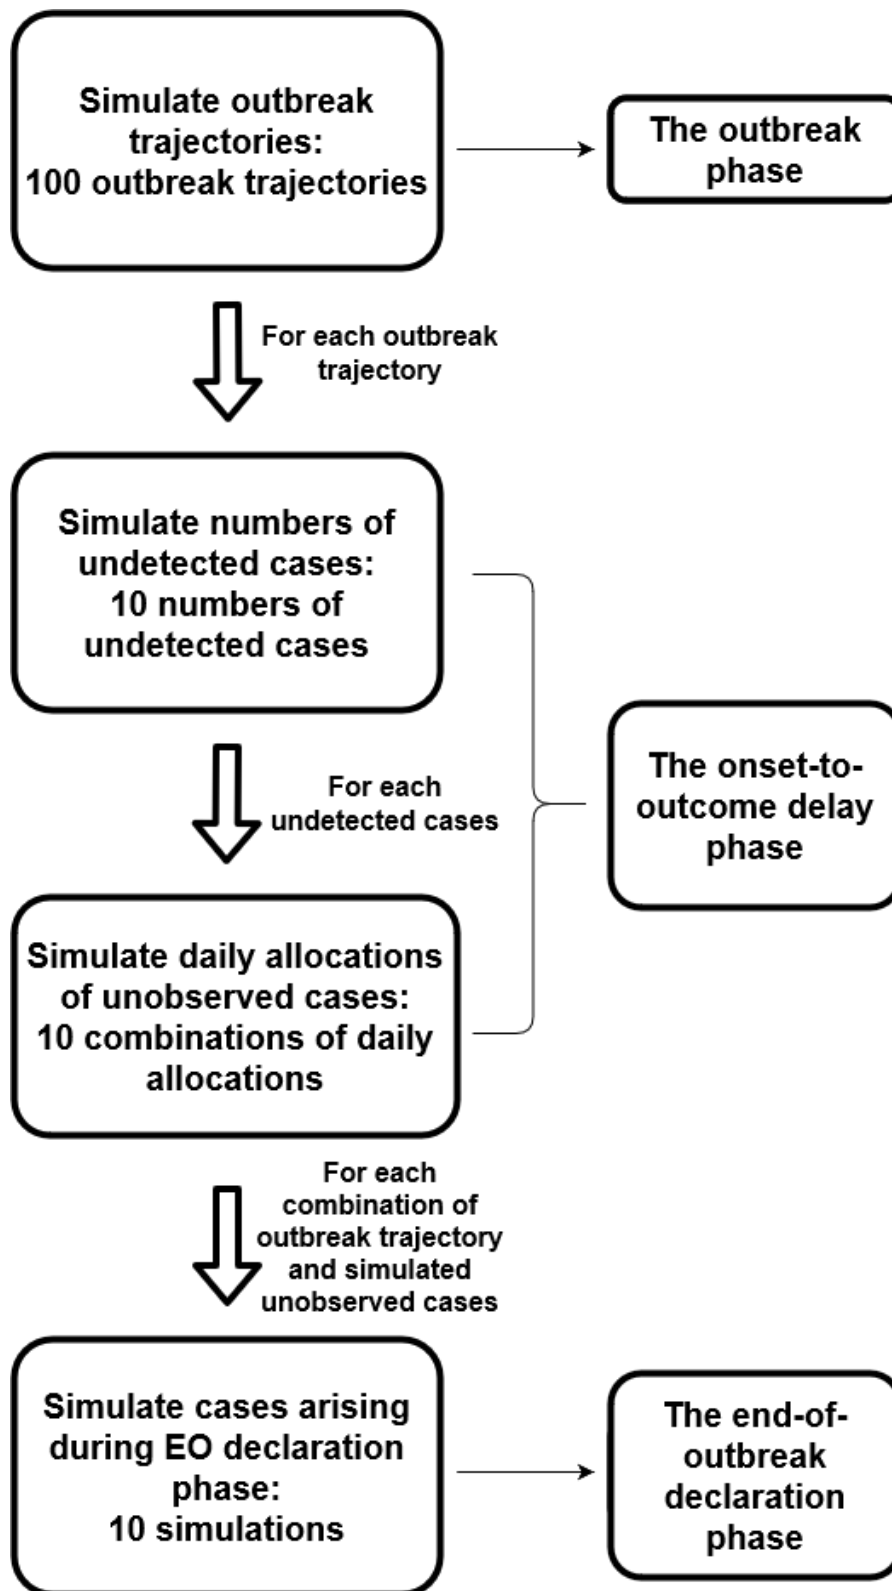 Simulate outbreak
trajectories:
100 outbreak trajectories
The outbreak
phase
For each outbreak
trajectory
Simulate numbers of
undetected cases:
10 numbers of
undetected cases
For each
undetected cases
The onset-to-
outcome delay
phase
Simulate daily allocations
of unobserved cases:
10 combinations of daily
allocations
For each
combination of
outbreak trajectory
and simulated
unobserved cases
Simulate cases arising
during EO declaration
phase:
10 simulations
The end-of-
outbreak
declaration
phase